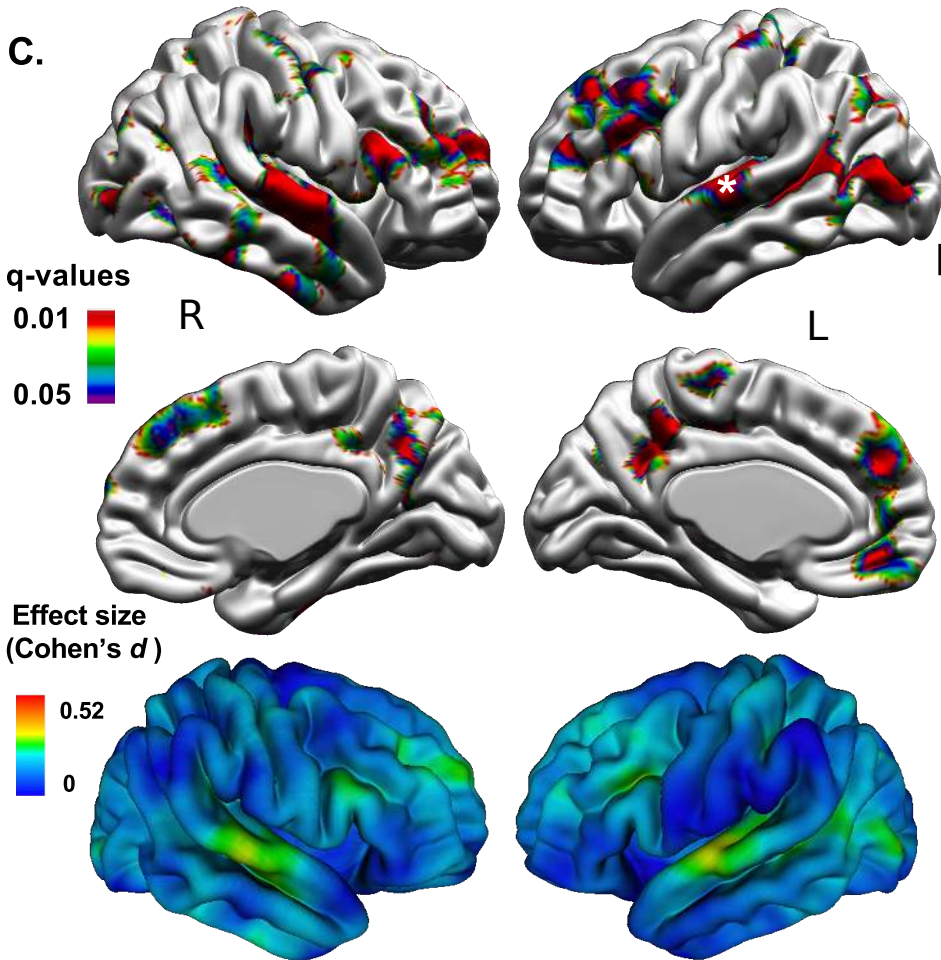 C.
*
q-values
0.01
0.05
R
L
Effect size
(Cohen’s d )
0.52
0